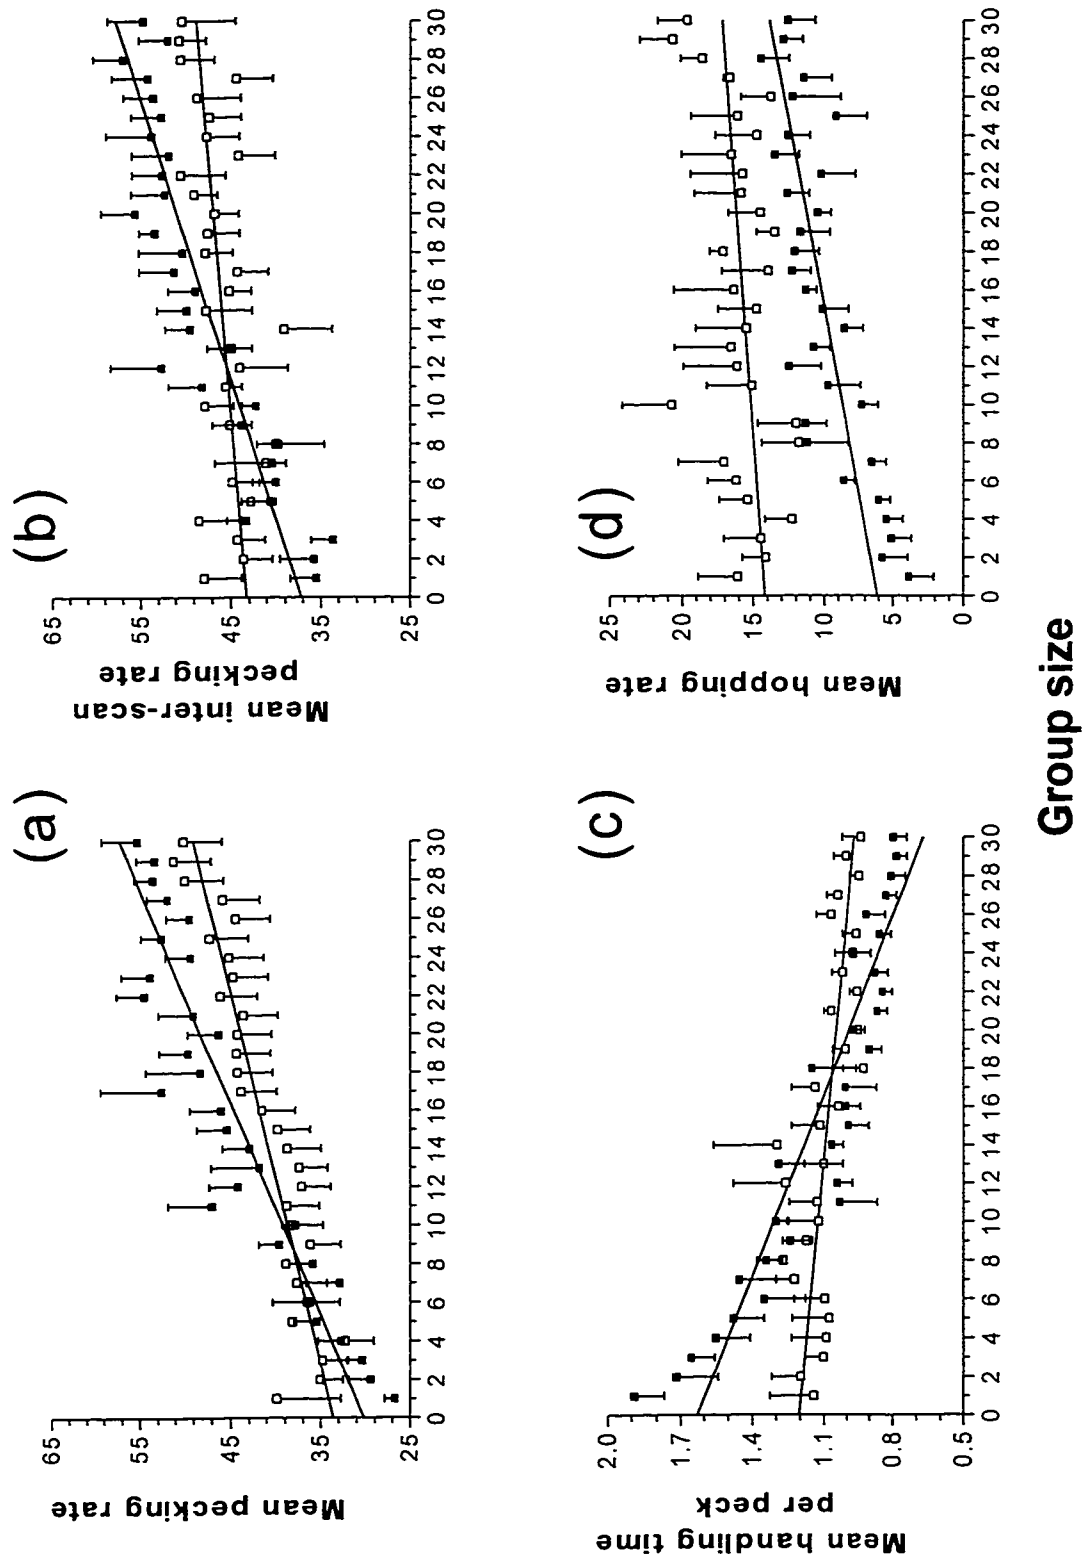 (a)
Mean pecking rate
65
55
45
35
25
0 2 4 6 8 10 12 14 16 18 20 22 24 26 28 30
(b)
Mean inter-scan
pecking rate
65
55
45
35
25
0 2 4 6 8 10 12 14 16 18 20 22 24 26 28 30
(c)
Mean handling time
per peck
2.0
1.7
1.4
1.1
0.8
0.5
0 2 4 6 8 10 12 14 16 18 20 22 24 26 28 30
(d)
Mean hopping rate
25
20
15
10
5
0
0 2 4 6 8 10 12 14 16 18 20 22 24 26 28 30
Group size